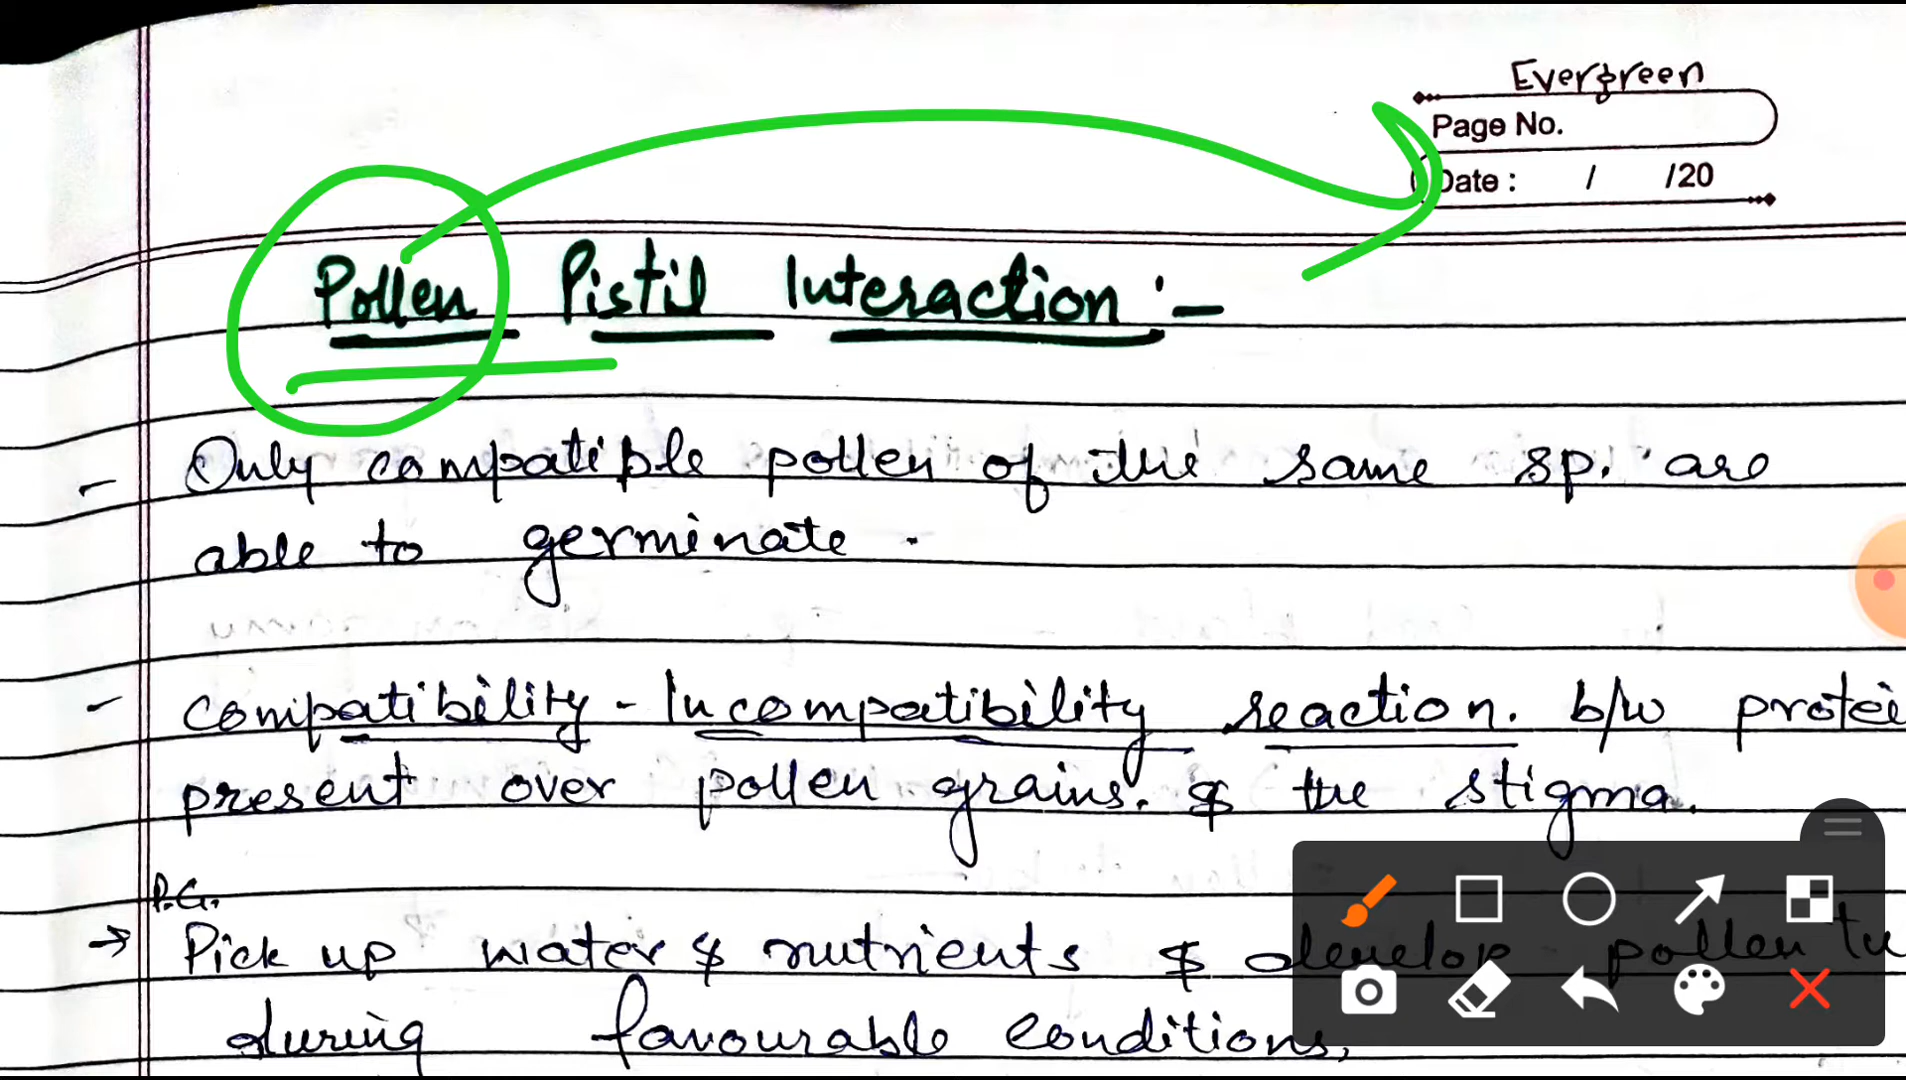 Evergreen
Page No.
Date : / /20
Pollen Pistil Interaction :-
- Only compatible pollen of the same sp. are
able to germinate .
- compatibility - Incompatibility reaction. b/w protei
present over pollen grains. & the stigma.
P.G.
→ Pick up water & nutrients & develop pollen tu
during favourable conditions.